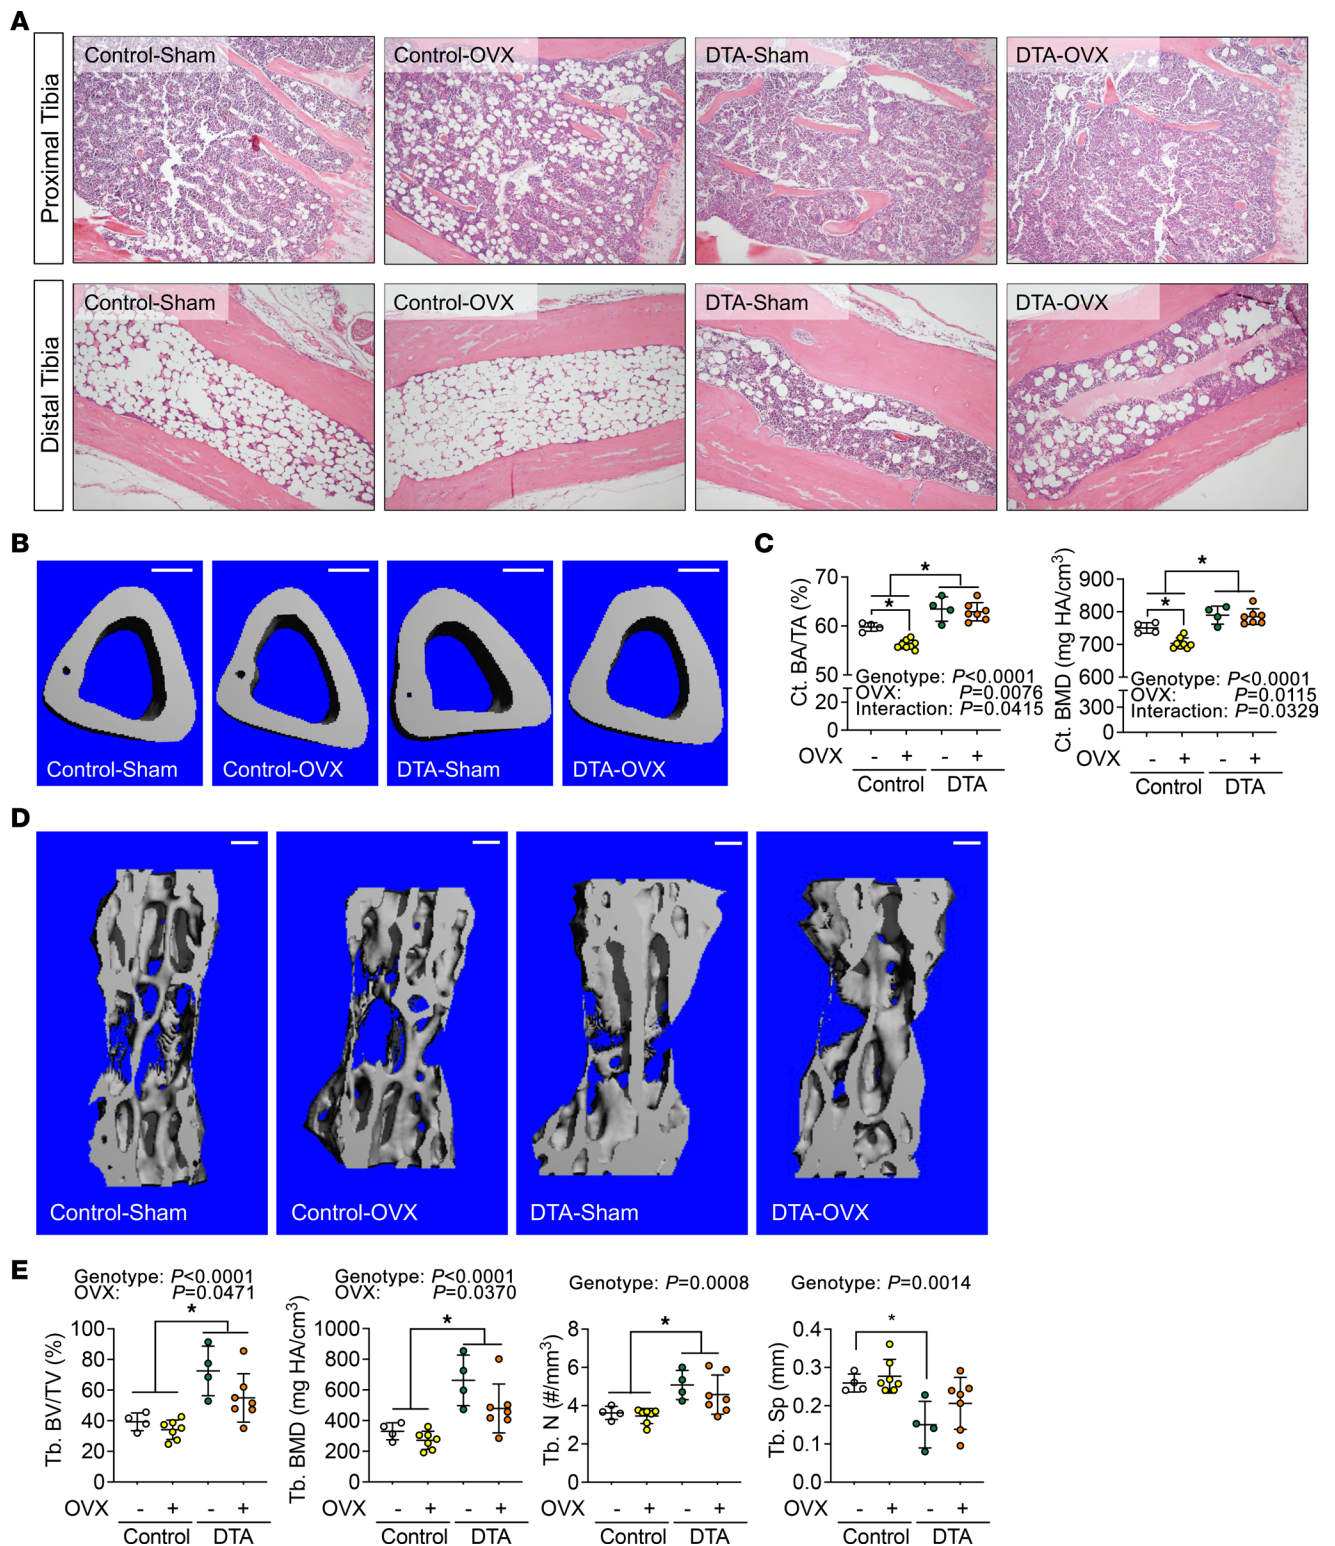 A
Proximal Tibia
Control-Sham
Control-OVX
DTA-Sham
DTA-OVX
Distal Tibia
Control-Sham
Control-OVX
DTA-Sham
DTA-OVX
B
Control-Sham
Control-OVX
DTA-Sham
DTA-OVX
C
Ct. BA/TA (%)
70
60
50
20
0
*
*
Genotype: P<0.0001
OVX: P=0.0076
Interaction: P=0.0415
OVX - + - +
Control DTA
Ct. BMD (mg HA/cm³)
900
800
700
600
300
0
*
*
Genotype: P<0.0001
OVX: P=0.0115
Interaction: P=0.0329
- + - +
Control DTA
D
Control-Sham
Control-OVX
DTA-Sham
DTA-OVX
E
Genotype: P<0.0001
OVX: P=0.0471
*
Tb. BV/TV (%)
100
80
60
40
20
0
OVX - + - +
Control DTA
Genotype: P<0.0001
P=0.0370
*
Tb. BMD (mg HA/cm³)
1000
800
600
400
200
0
OVX - + - +
Control DTA
Genotype: P=0.0008
*
Tb. N (#/mm³)
8
6
4
2
0
OVX - + - +
Control DTA
Genotype: P=0.0014
*
Tb. Sp (mm)
0.4
0.3
0.2
0.1
0.0
OVX - + - +
Control DTA